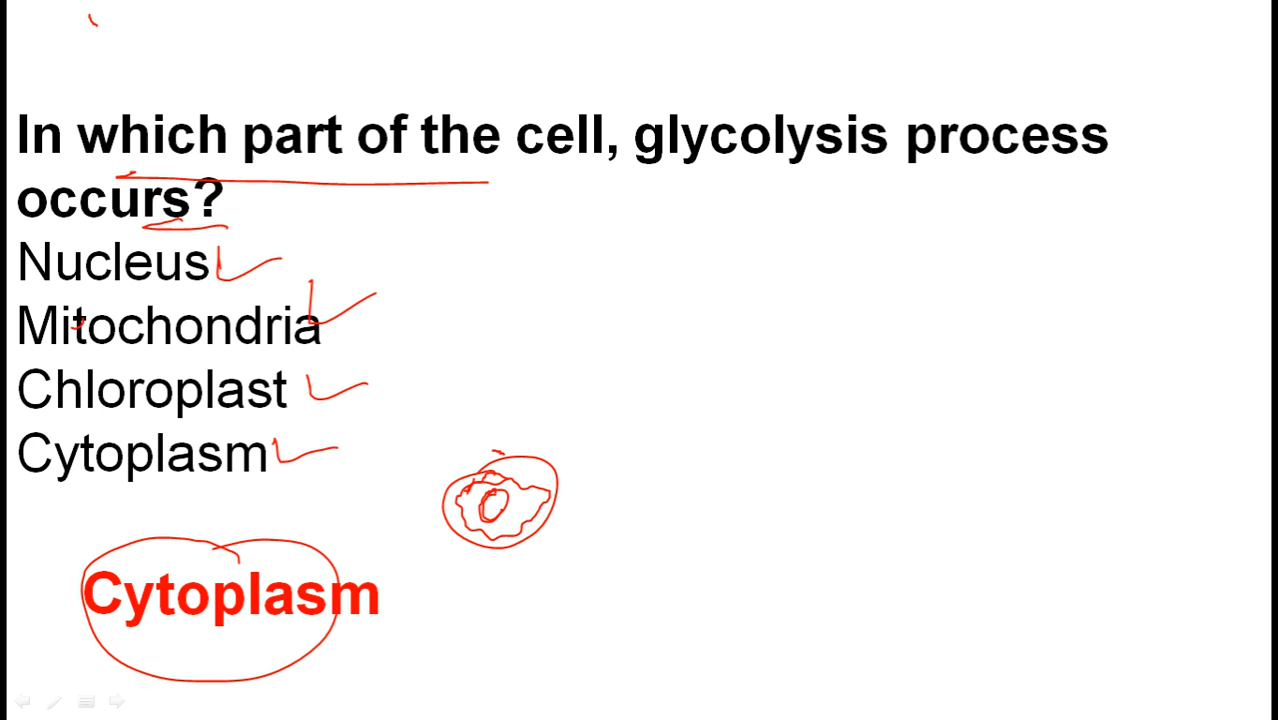 In which part of the cell, glycolysis process
occurs?
Nucleus
Mitochondria
Chloroplast
Cytoplasm
Cytoplasm